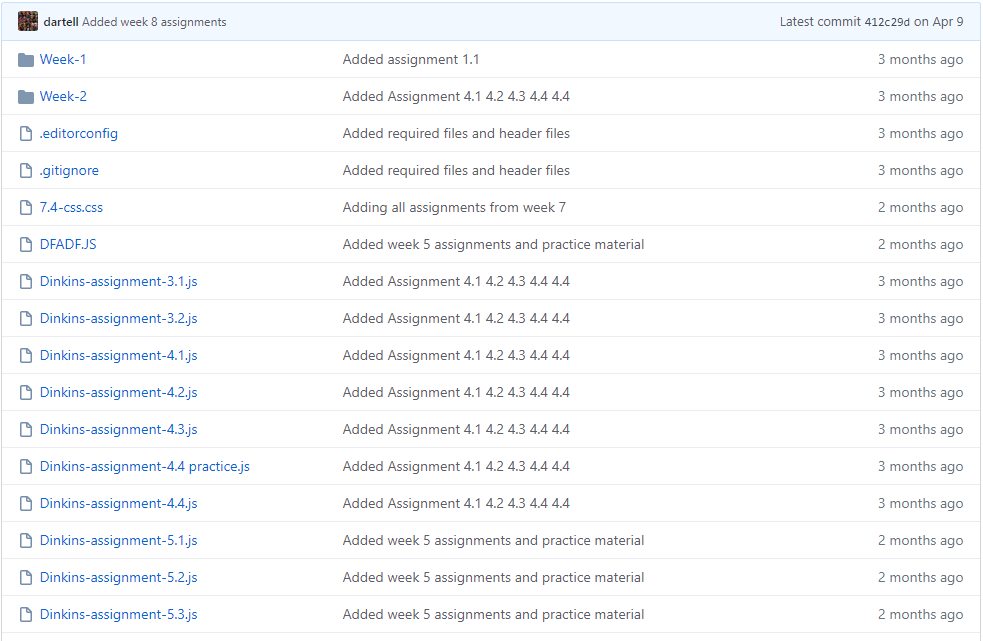 dartell Added week 8 assignments Latest commit 412c29d on Apr 9
Week-1 Added assignment 1.1 3 months ago
Week-2 Added Assignment 4.1 4.2 4.3 4.4 4.4 3 months ago
.editorconfig Added required files and header files 3 months ago
.gitignore Added required files and header files 3 months ago
7.4-css.css Adding all assignments from week 7 2 months ago
DFADF.JS Added week 5 assignments and practice material 2 months ago
Dinkins-assignment-3.1.js Added Assignment 4.1 4.2 4.3 4.4 4.4 3 months ago
Dinkins-assignment-3.2.js Added Assignment 4.1 4.2 4.3 4.4 4.4 3 months ago
Dinkins-assignment-4.1.js Added Assignment 4.1 4.2 4.3 4.4 4.4 3 months ago
Dinkins-assignment-4.2.js Added Assignment 4.1 4.2 4.3 4.4 4.4 3 months ago
Dinkins-assignment-4.3.js Added Assignment 4.1 4.2 4.3 4.4 4.4 3 months ago
Dinkins-assignment-4.4 practice.js Added Assignment 4.1 4.2 4.3 4.4 4.4 3 months ago
Dinkins-assignment-4.4.js Added Assignment 4.1 4.2 4.3 4.4 4.4 3 months ago
Dinkins-assignment-5.1.js Added week 5 assignments and practice material 2 months ago
Dinkins-assignment-5.2.js Added week 5 assignments and practice material 2 months ago
Dinkins-assignment-5.3.js Added week 5 assignments and practice material 2 months ago